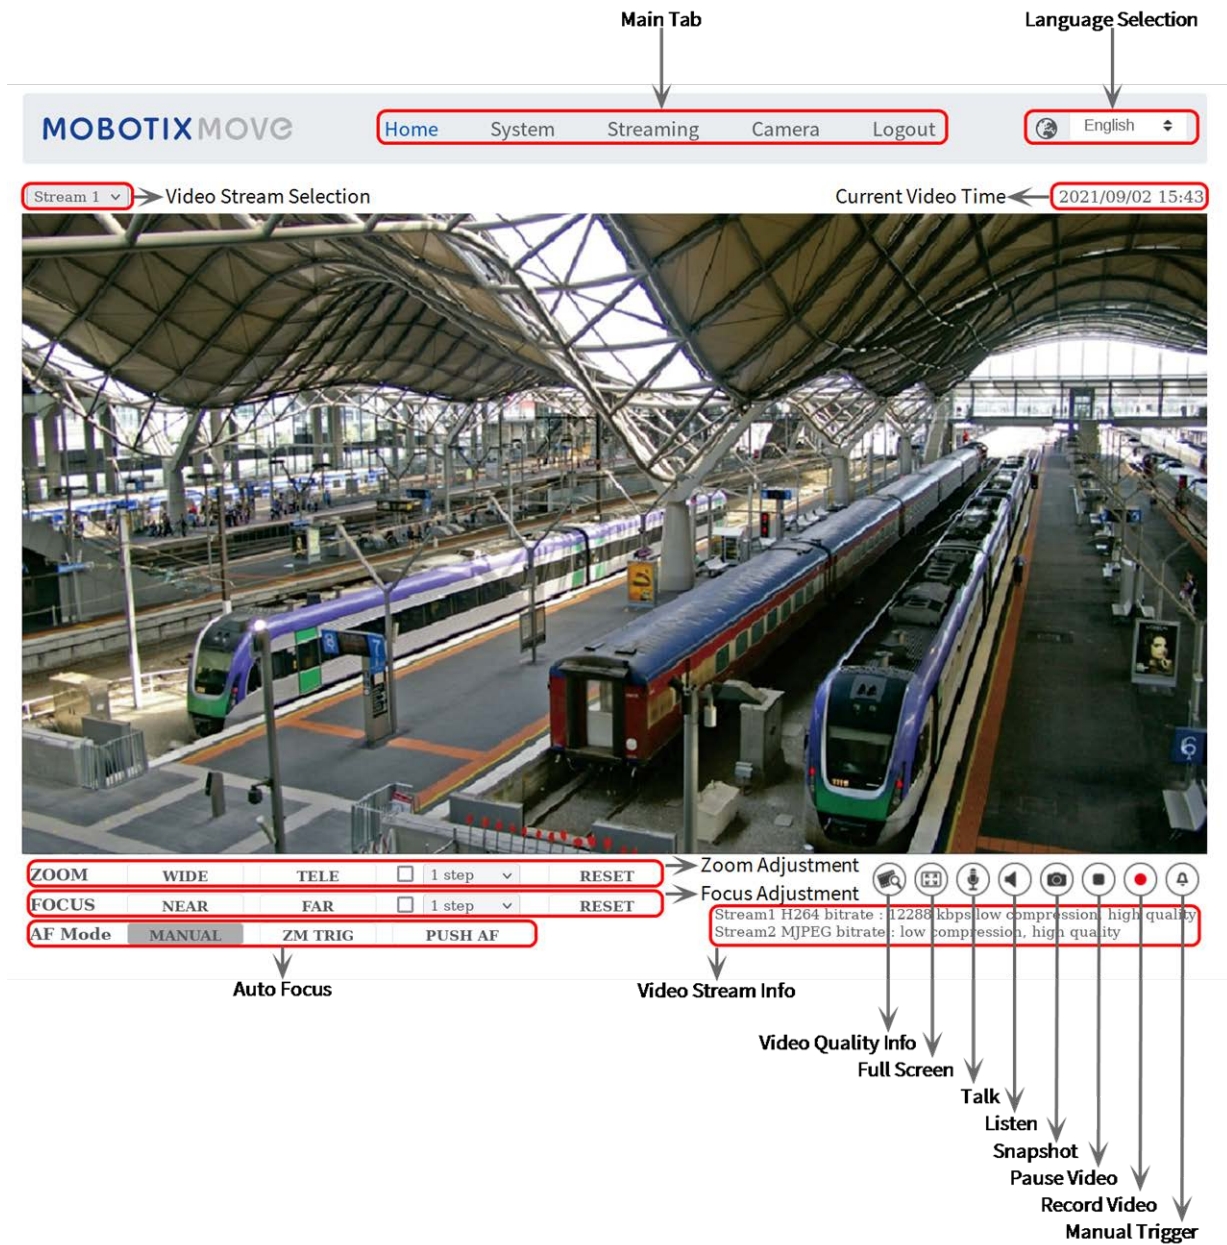 Main Tab
Language Selection
MOBOTIX MOVE
Home System Streaming Camera Logout
English
Stream 1
Video Stream Selection
Current Video Time
2021/09/02 15:43
8
7
6
ZOOM WIDE TELE 1 step RESET
Zoom Adjustment
FOCUS NEAR FAR 1 step RESET
Focus Adjustment
AF Mode MANUAL ZM TRIG PUSH AF
Stream1 H264 bitrate : 12288 kbps low compression, high quality
Stream2 MJPEG bitrate : low compression, high quality
Auto Focus
Video Stream Info
Video Quality Info
Full Screen
Talk
Listen
Snapshot
Pause Video
Record Video
Manual Trigger